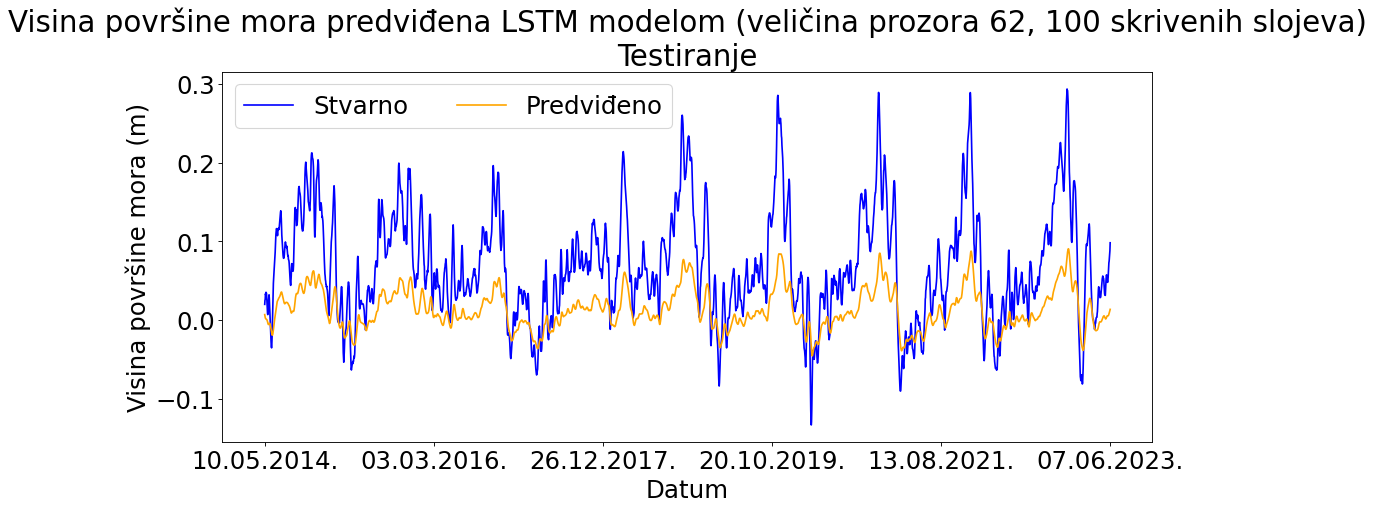 Visina površine mora predviđena LSTM modelom (veličina prozora 62, 100 skrivenih slojeva)
Testiranje
Stvarno Predviđeno
Visina površine mora (m)
0.3
0.2
0.1
0.0
−0.1
10.05.2014. 03.03.2016. 26.12.2017. 20.10.2019. 13.08.2021. 07.06.2023.
Datum